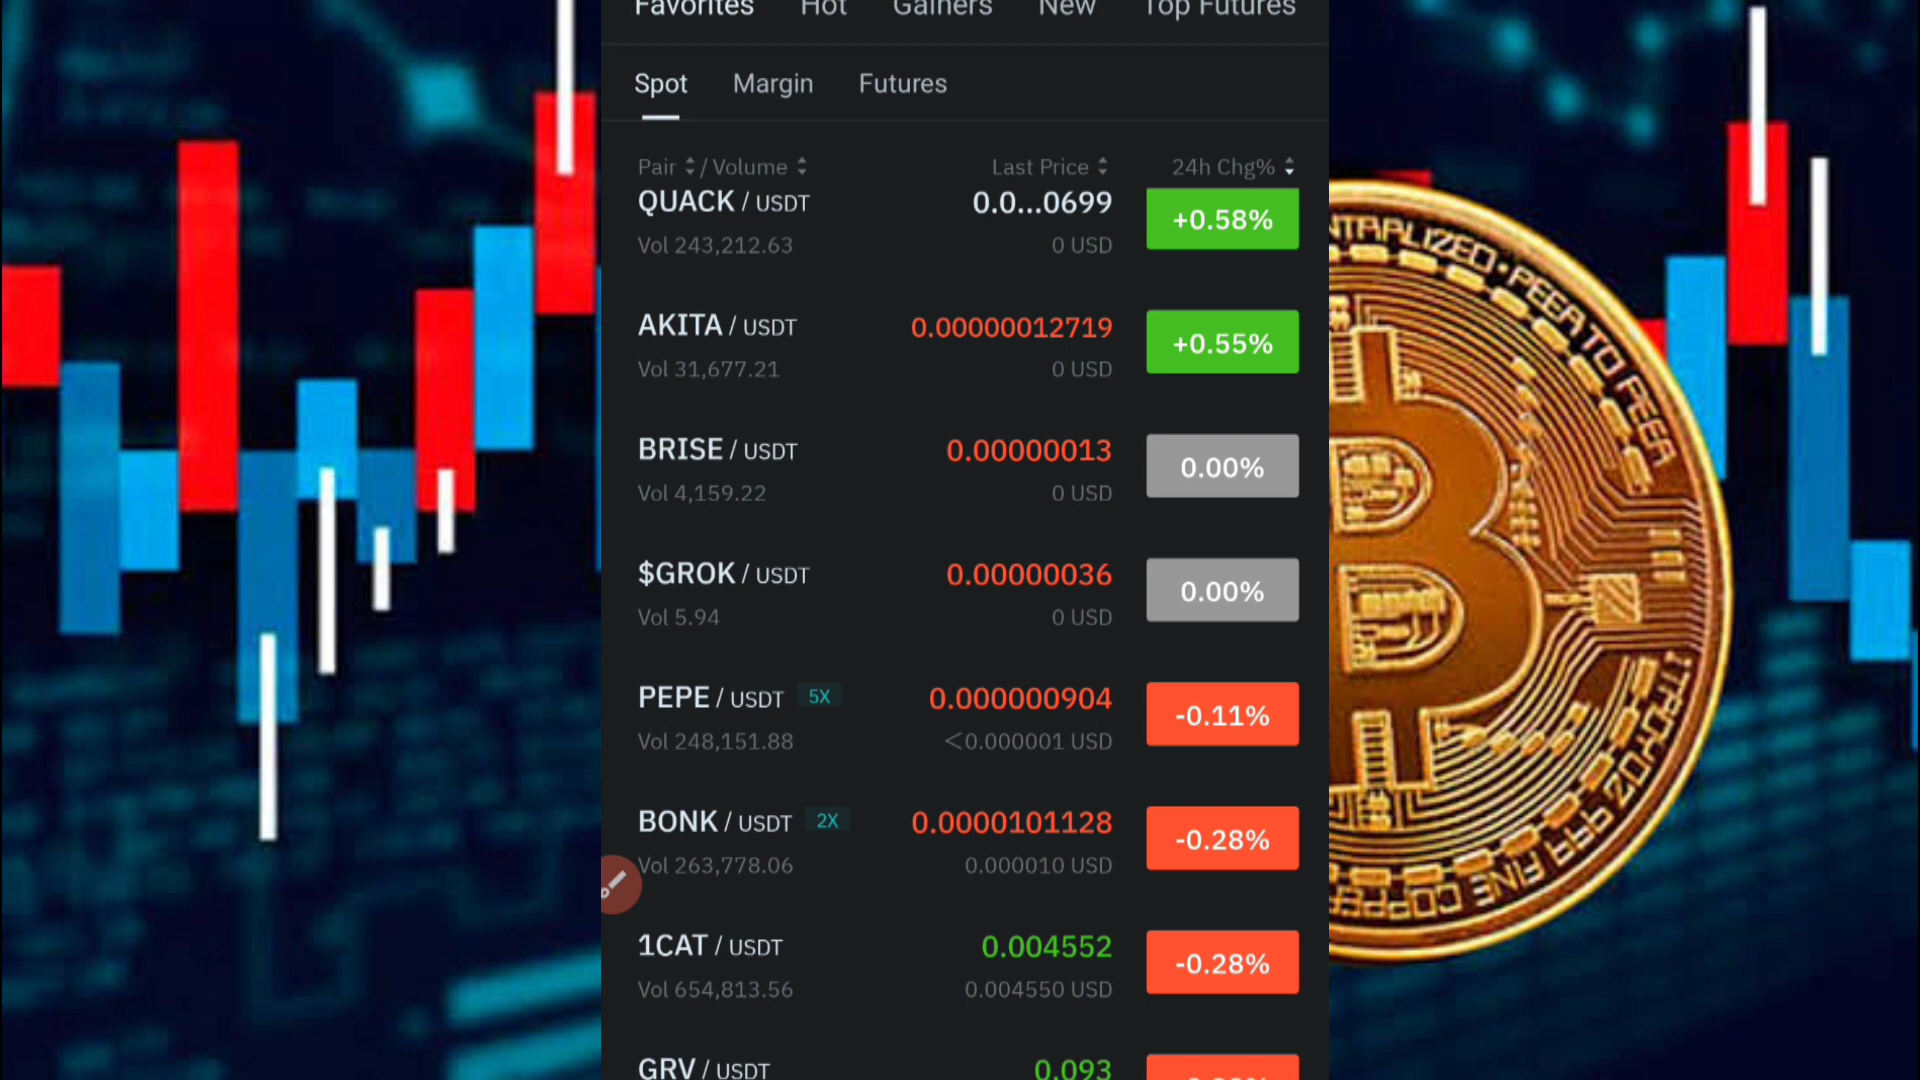 Favorites Hot Gainers New Top Futures
Spot Margin Futures
Pair / Volume Last Price 24h Chg%
QUACK / USDT 0.0...0699 +0.58%
Vol 243,212.63 0 USD
AKITA / USDT 0.00000012719 +0.55%
Vol 31,677.21 0 USD
BRISE / USDT 0.00000013 0.00%
Vol 4,159.22 0 USD
$GROK / USDT 0.00000036 0.00%
Vol 5.94 0 USD
PEPE / USDT 5X 0.000000904 -0.11%
Vol 248,151.88 <0.000001 USD
BONK / USDT 2X 0.0000101128 -0.28%
Vol 263,778.06 0.000010 USD
1CAT / USDT 0.004552 -0.28%
Vol 654,813.56 0.004550 USD
GRV / USDT 0.093
PEER TO PEER